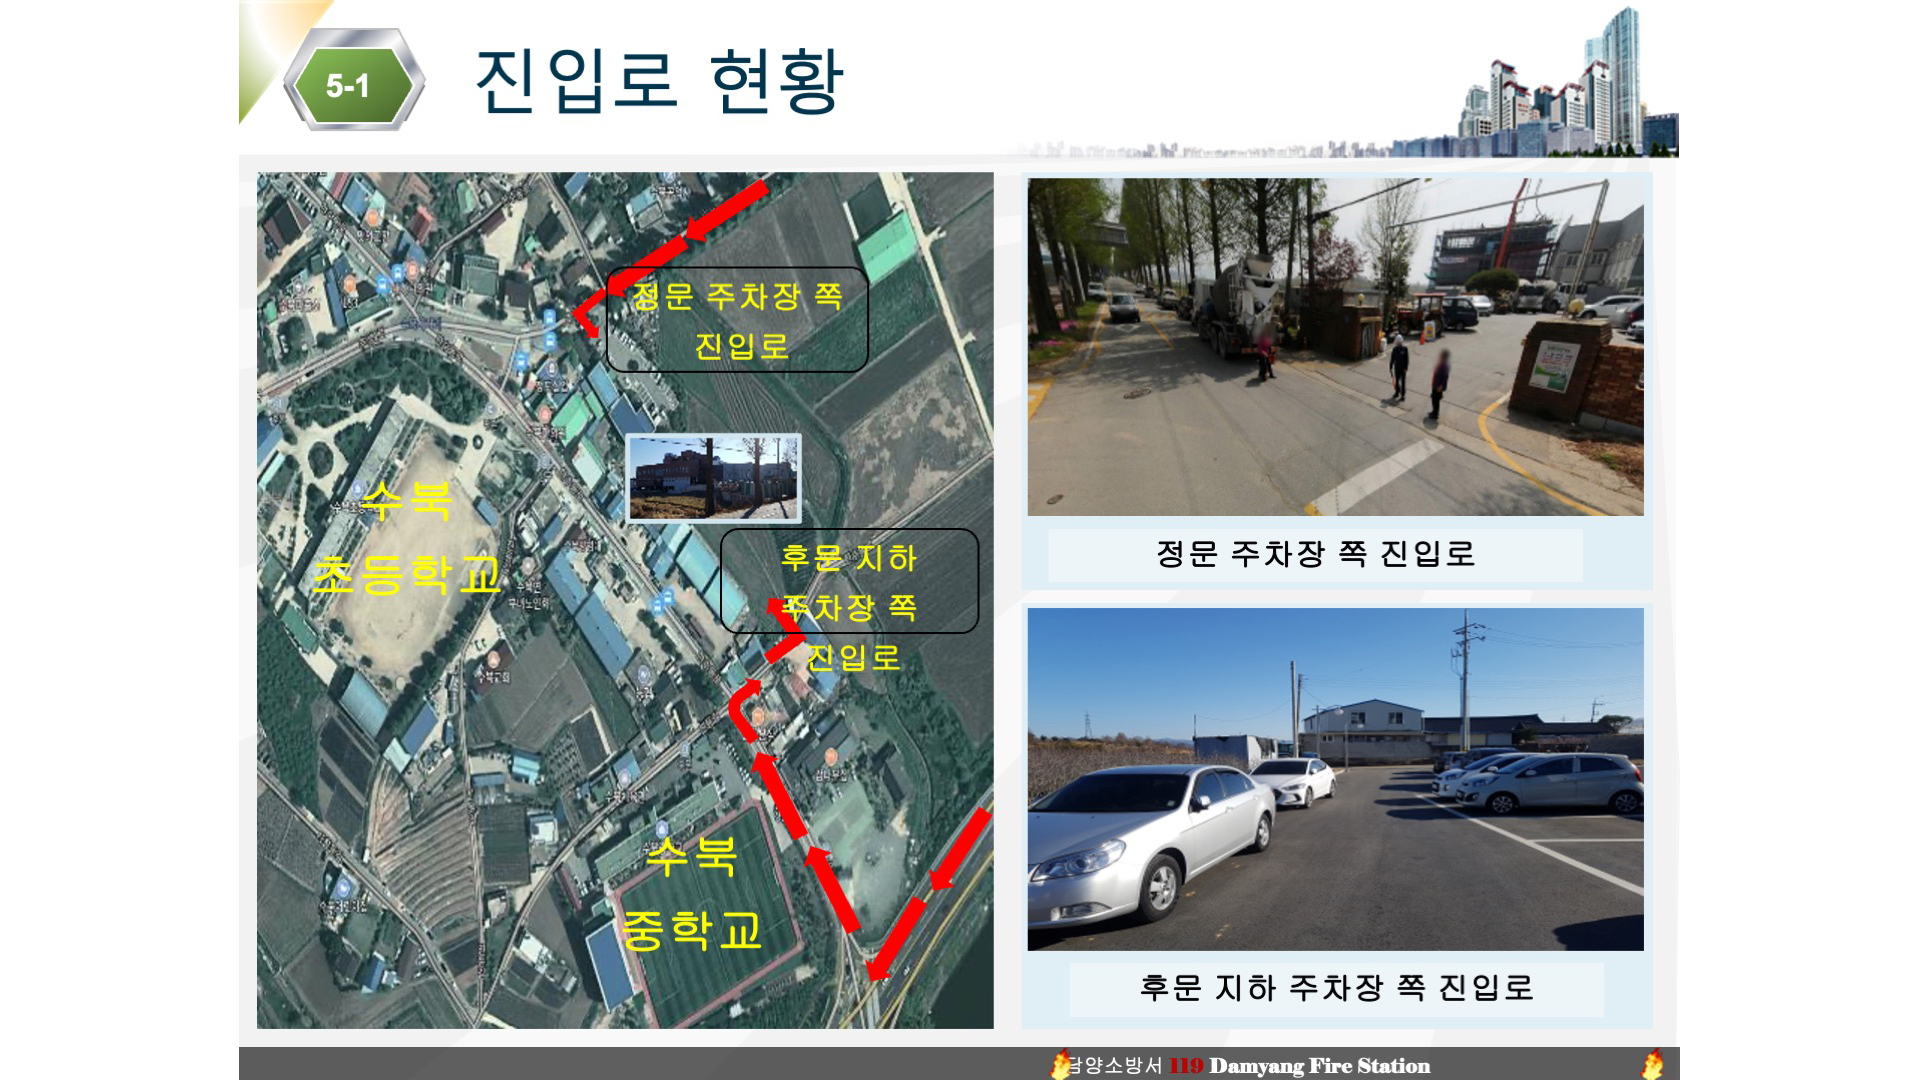 5-1
진입로 현황
정문 주차장 쪽
진입로
수북
초등학교
후문 지하
주차장 쪽
진입로
수북
중학교
정문 주차장 쪽 진입로
후문 지하 주차장 쪽 진입로
담양소방서 119 Damyang Fire Station